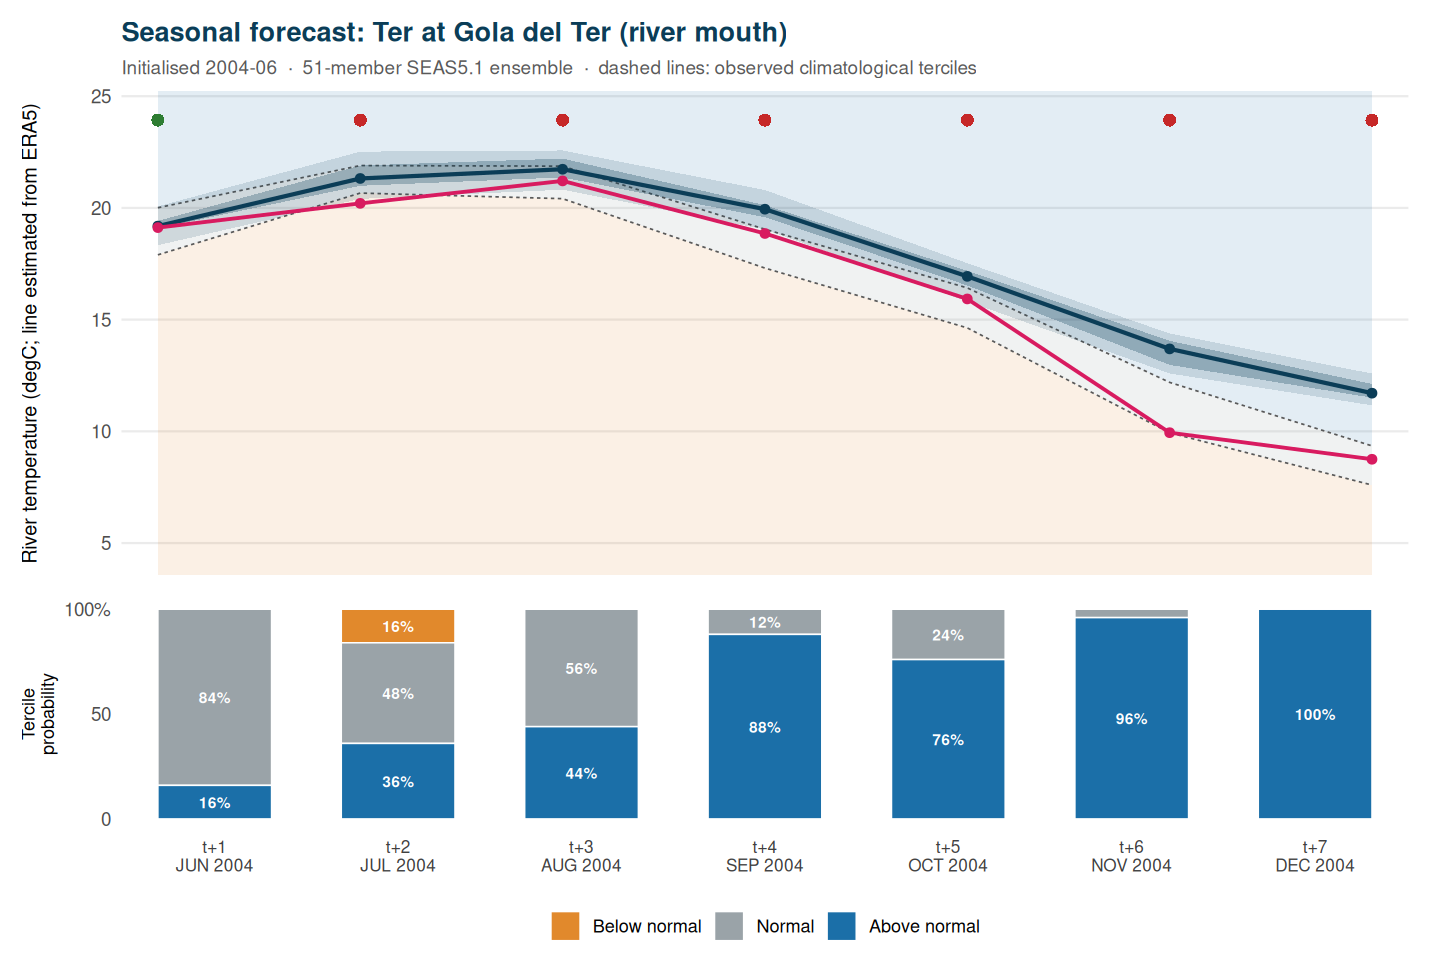 Seasonal forecast: Ter at Gola del Ter (river mouth)
Initialised 2004-06 · 51-member SEAS5.1 ensemble · dashed lines: observed climatological terciles
River temperature (degC; line estimated from ERA5)
25
20
15
10
5
Tercile
probability
100%
50
0
84%
16%
16%
48%
36%
56%
44%
12%
88%
24%
76%
96%
100%
t+1
JUN 2004
t+2
JUL 2004
t+3
AUG 2004
t+4
SEP 2004
t+5
OCT 2004
t+6
NOV 2004
t+7
DEC 2004
Below normal
Normal
Above normal